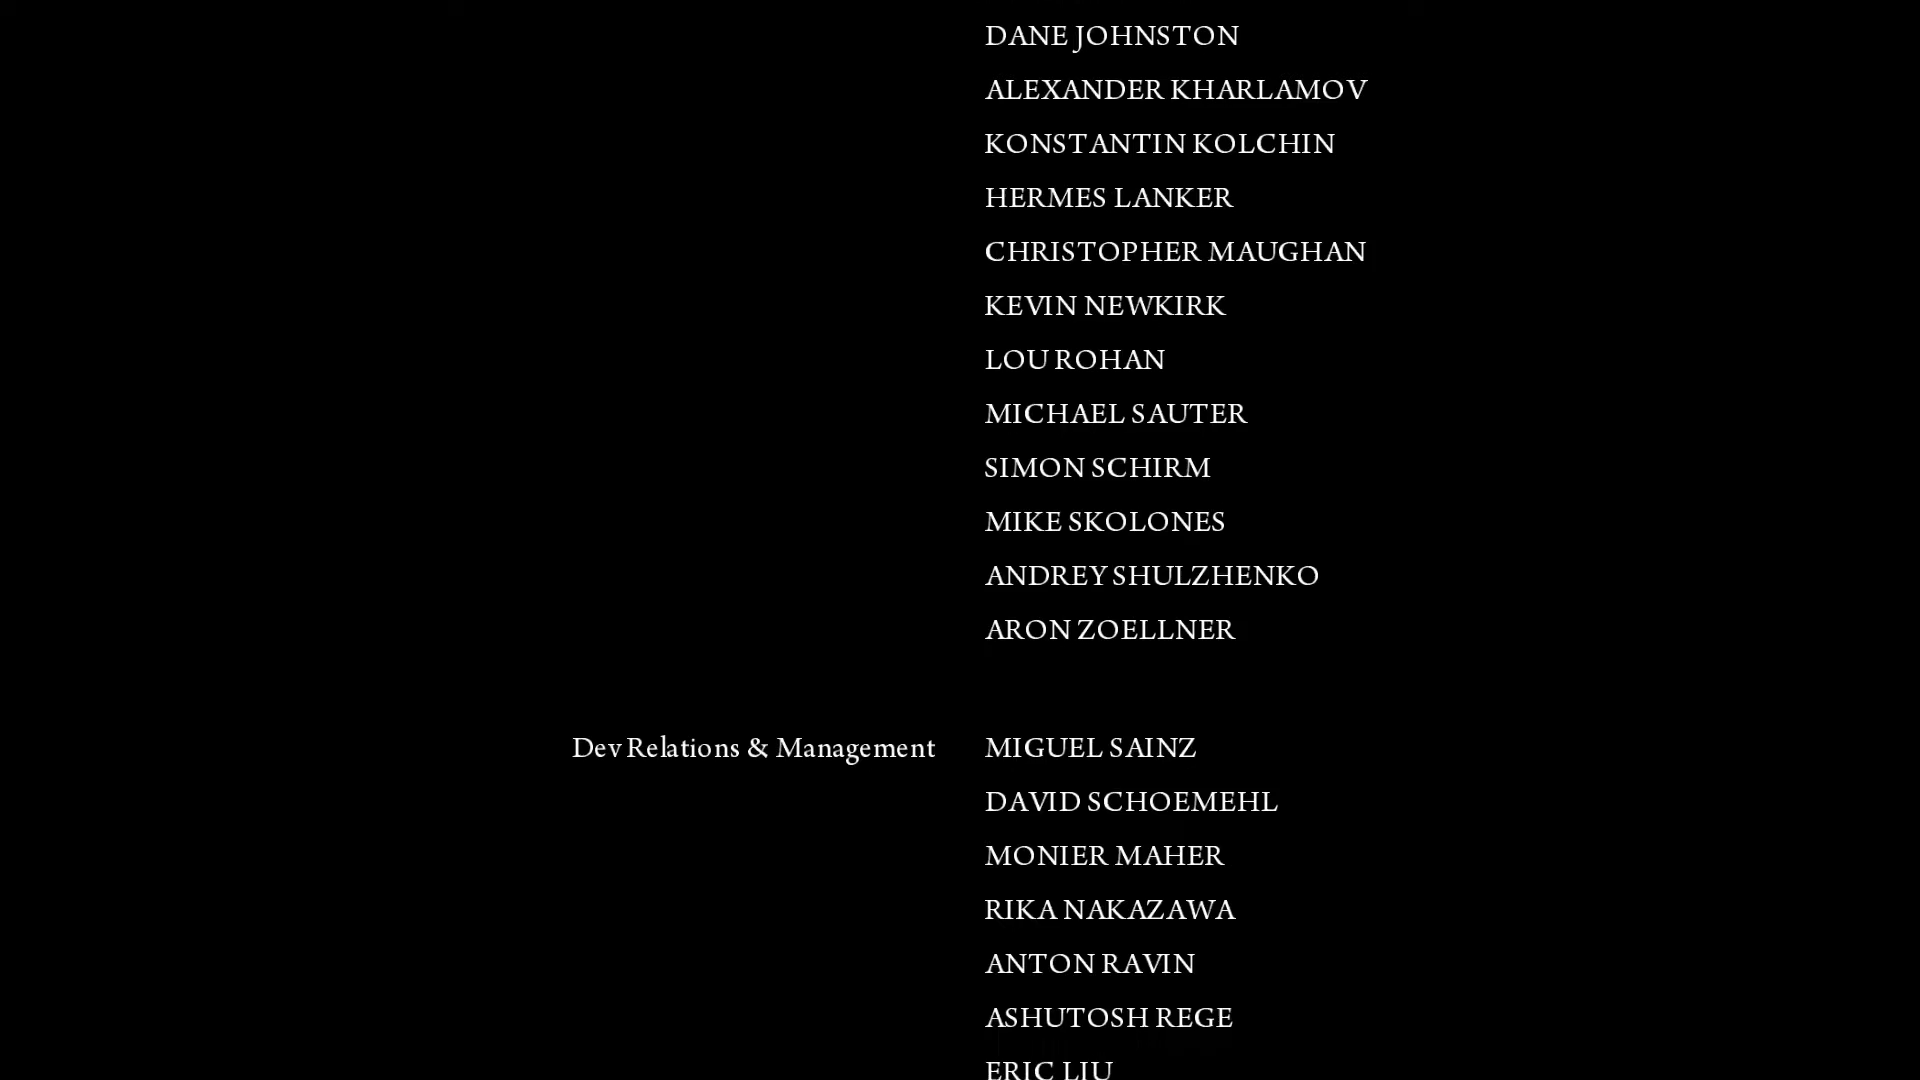 DANE JOHNSTON
ALEXANDER KHARLAMOV
KONSTANTIN KOLCHIN
HERMES LANKER
CHRISTOPHER MAUGHAN
KEVIN NEWKIRK
LOU ROHAN
MICHAEL SAUTER
SIMON SCHIRM
MIKE SKOLONES
ANDREY SHULZHENKO
ARON ZOELLNER
Dev Relations & Management MIGUEL SAINZ
DAVID SCHOEMEHL
MONIER MAHER
RIKA NAKAZAWA
ANTON RAVIN
ASHUTOSH REGE
ERIC LIU